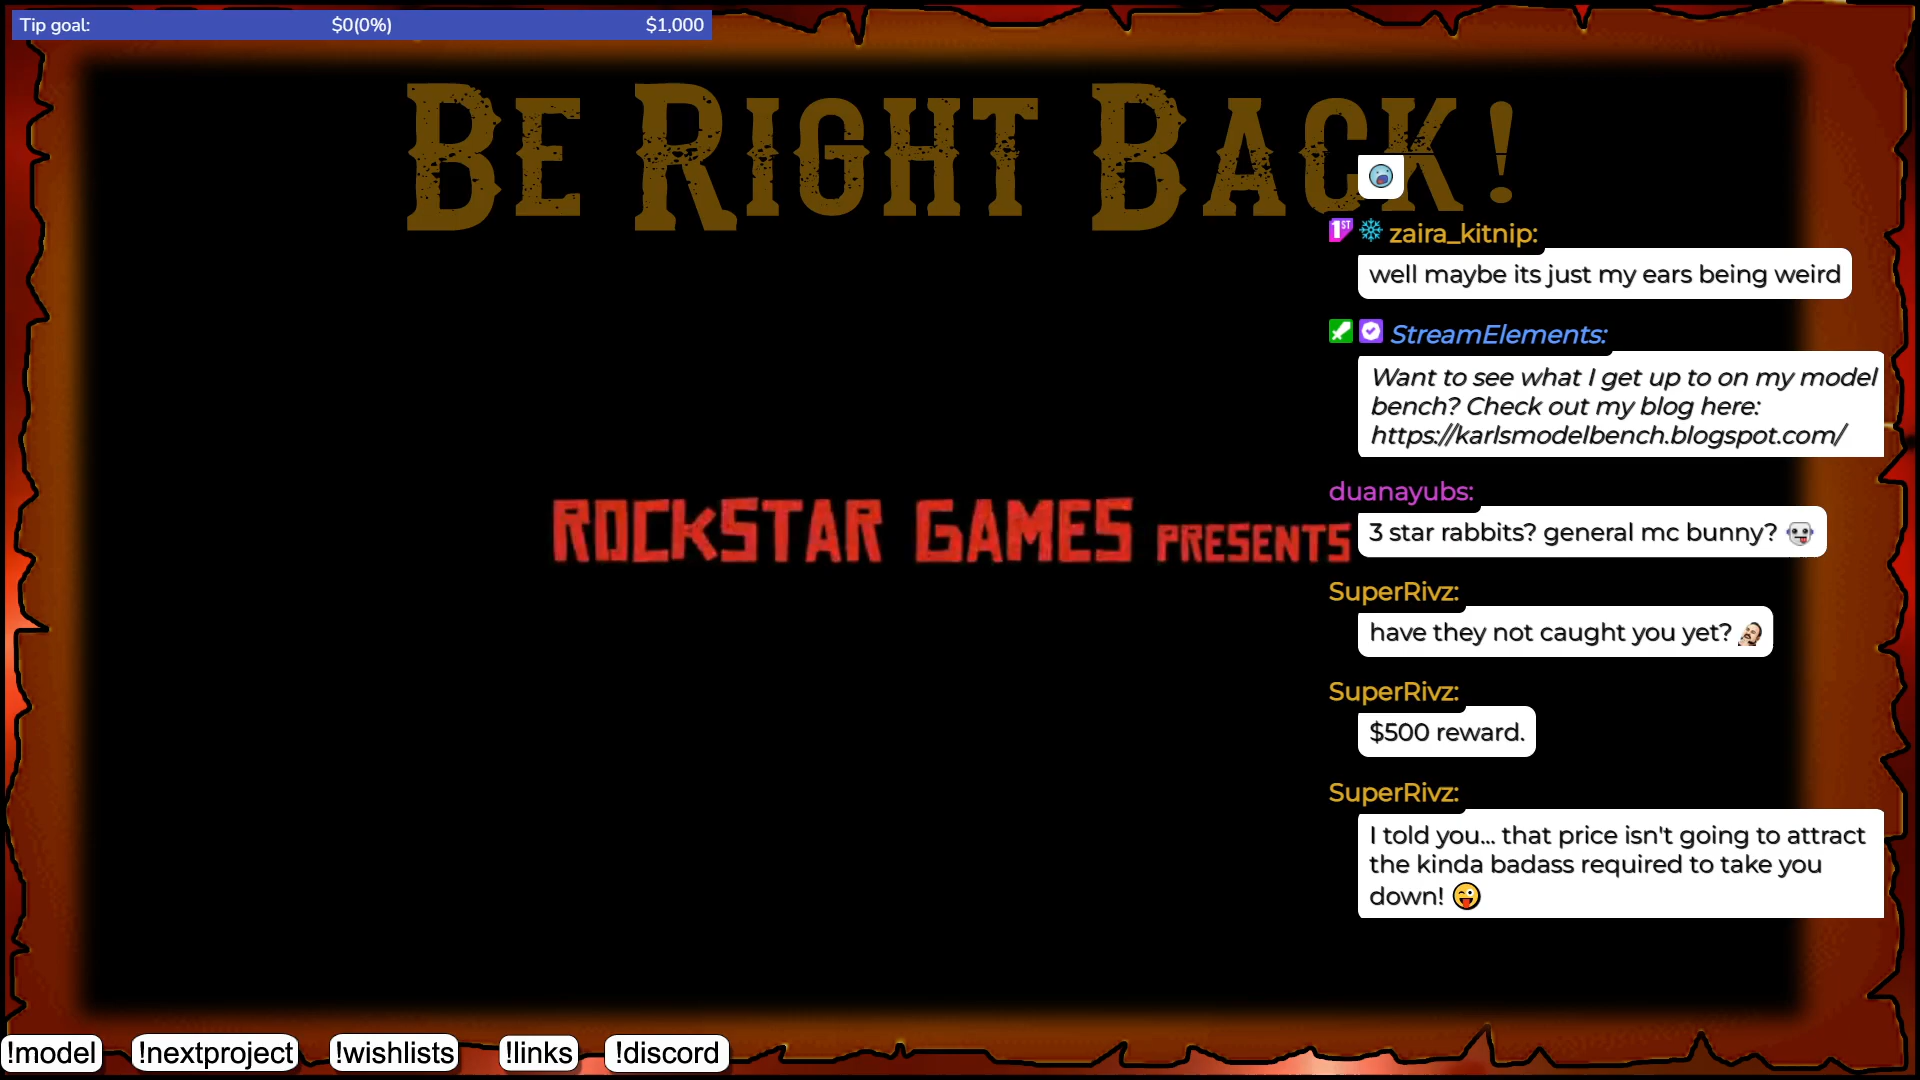 Tip goal: $0(0%) $1,000
BE RIGHT BACK!
1ST zaira_kitnip:
well maybe its just my ears being weird
StreamElements:
Want to see what I get up to on my model
bench? Check out my blog here:
https://karlsmodelbench.blogspot.com/
duanayubs:
3 star rabbits? general mc bunny?
ROCKSTAR GAMES PRESENTS
SuperRivz:
have they not caught you yet?
SuperRivz:
$500 reward.
SuperRivz:
I told you... that price isn't going to attract
the kinda badass required to take you
down!
!model !nextproject !wishlists !links !discord